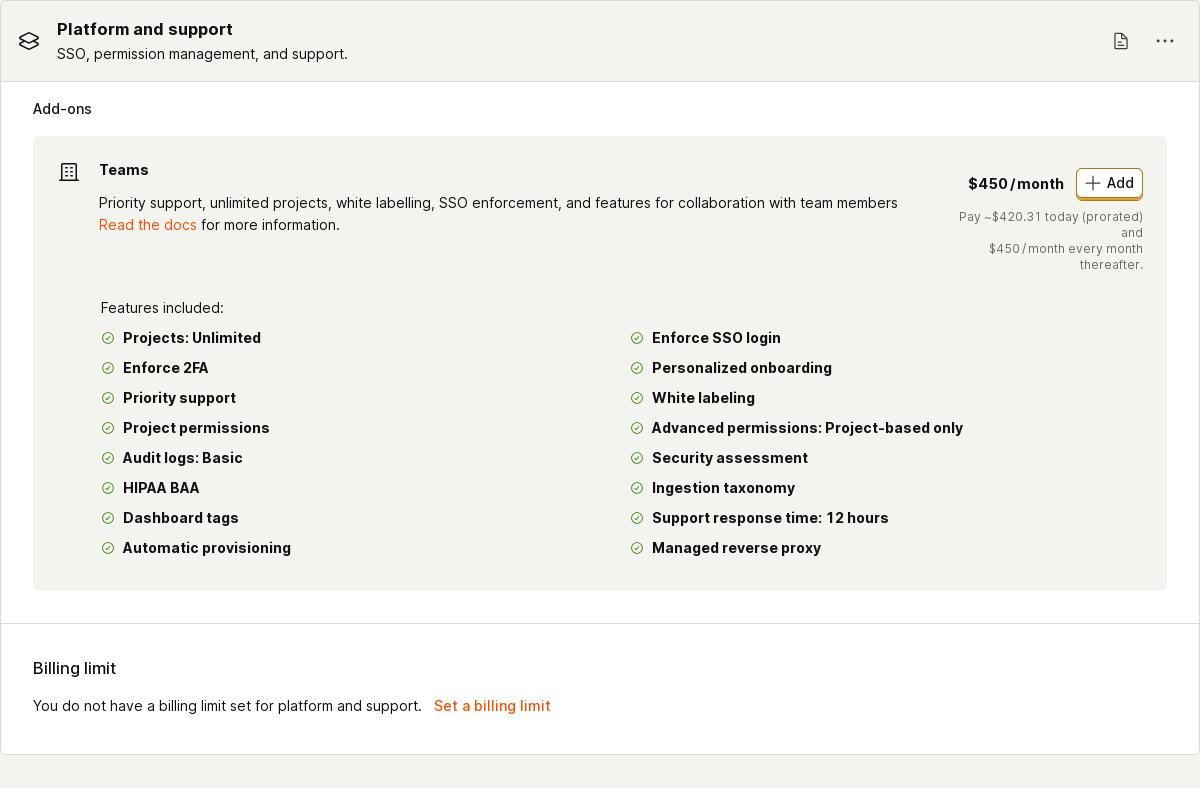 Platform and support
SSO, permission management, and support.
Add-ons
Teams
Priority support, unlimited projects, white labelling, SSO enforcement, and features for collaboration with team members
Read the docs for more information.
$450/month
Add
Pay ~$420.31 today (prorated)
and
$450/month every month
thereafter.
Features included:
Projects: Unlimited
Enforce 2FA
Priority support
Project permissions
Audit logs: Basic
HIPAA BAA
Dashboard tags
Automatic provisioning
Enforce SSO login
Personalized onboarding
White labeling
Advanced permissions: Project-based only
Security assessment
Ingestion taxonomy
Support response time: 12 hours
Managed reverse proxy
Billing limit
You do not have a billing limit set for platform and support. Set a billing limit